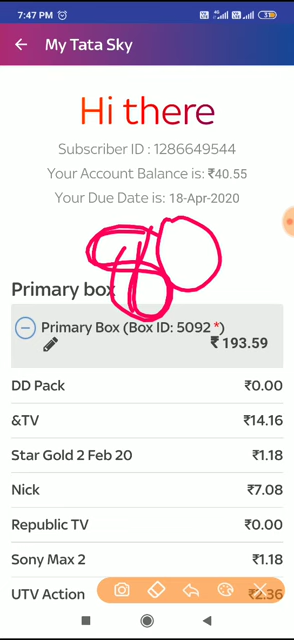 7:47 PM
My Tata Sky
Hi there
Subscriber ID : 1286649544
Your Account Balance is: ₹40.55
Your Due Date is: 18-Apr-2020
Primary box
Primary Box (Box ID: 5092 *)
₹ 193.59
DD Pack ₹0.00
&TV ₹14.16
Star Gold 2 Feb 20 ₹1.18
Nick ₹7.08
Republic TV ₹0.00
Sony Max 2 ₹1.18
UTV Action ₹2.36